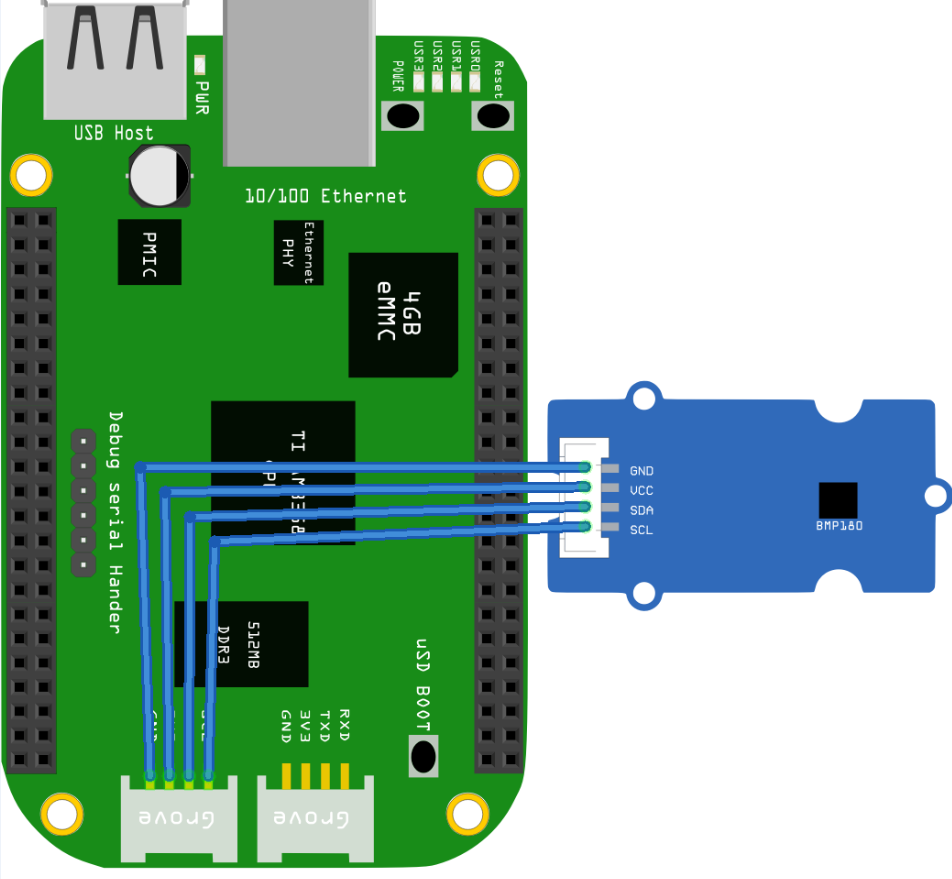 USR3
USR2
USR1
USR0
POWER
Reset
PWR
USB Host
10/100 Ethernet
PMIC
Ethernet
PHY
4GB
eMMC
Debug serial Hander
TI
GND
VCC
SDA
SCL
BMP180
512MB
DDR3
uSD BOOT
GND
GND
3V3
TXD
RXD
Grove
Grove